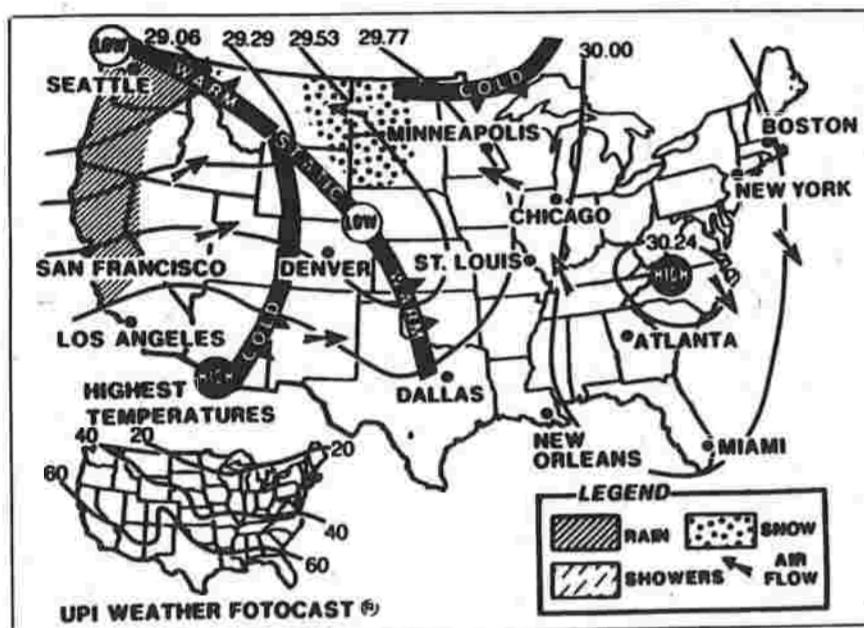 LOW 29.06 29.29 29.53 29.77 30.00
SEATTLE
WARM
COLD
MINNEAPOLIS
BOSTON
STATIC
NEW YORK
LOW
CHICAGO
30.24
SAN FRANCISCO
DENVER
ST. LOUIS
HIGH
WARM
LOS ANGELES
COLD
ATLANTA
HIGH
DALLAS
HIGHEST
TEMPERATURES
NEW
ORLEANS
MIAMI
40 20 20
60
40
60
LEGEND
RAIN
SNOW
SHOWERS
AIR
FLOW
UPI WEATHER FOTOCAST ®